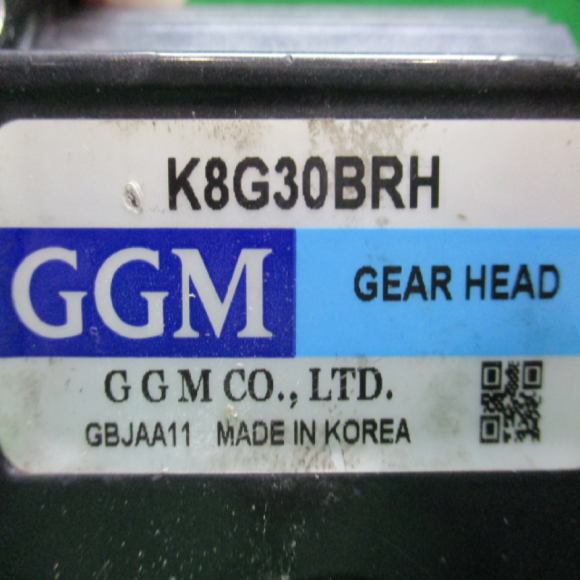 K8G30BRH
GGM
GEAR HEAD
G G M CO., LTD.
GBJAA11 MADE IN KOREA